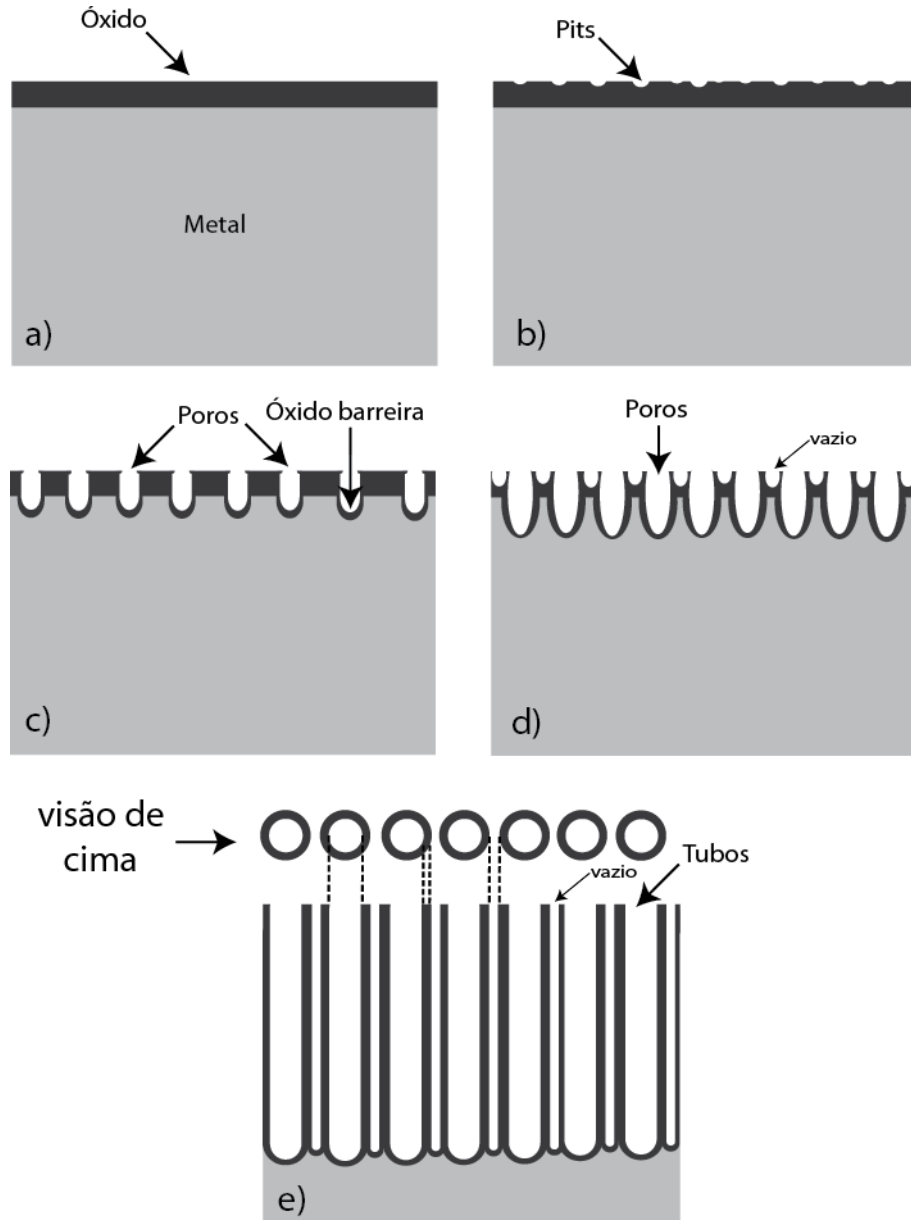 Óxido
Metal
a)
Pits
b)
Poros
Óxido barreira
c)
Poros
vazio
d)
visão de
cima
vazio
Tubos
e)